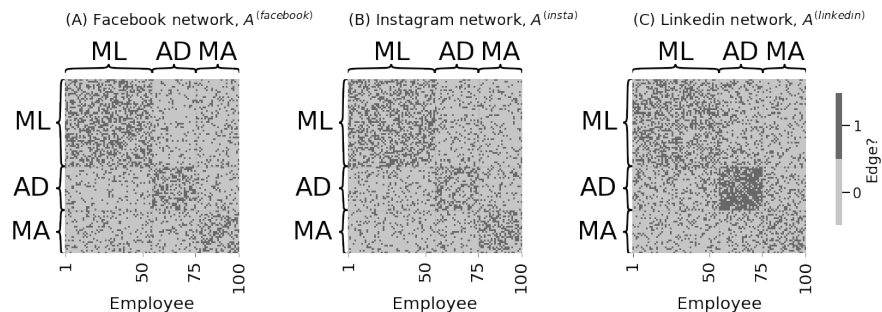 (A) Facebook network, A^(facebook)
ML AD MA
ML
AD
MA
1 50 75 100
Employee
(B) Instagram network, A^(insta)
ML AD MA
ML
AD
MA
1 50 75 100
Employee
(C) Linkedin network, A^(linkedin)
ML AD MA
ML
AD
MA
1 50 75 100
Employee
1
0
Edge?